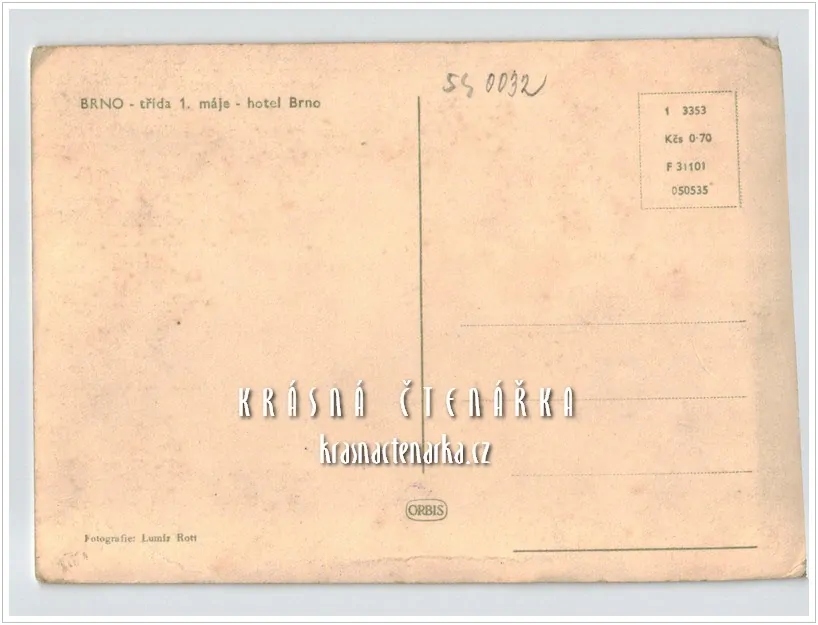 54 0032
BRNO - třída 1. máje - hotel Brno
1 3353
Kčs 0·70
F 31101
050535
KRÁSNÁ ČTENÁŘKA
krasnactenarka.cz
ORBIS
Fotografie: Lumír Rott